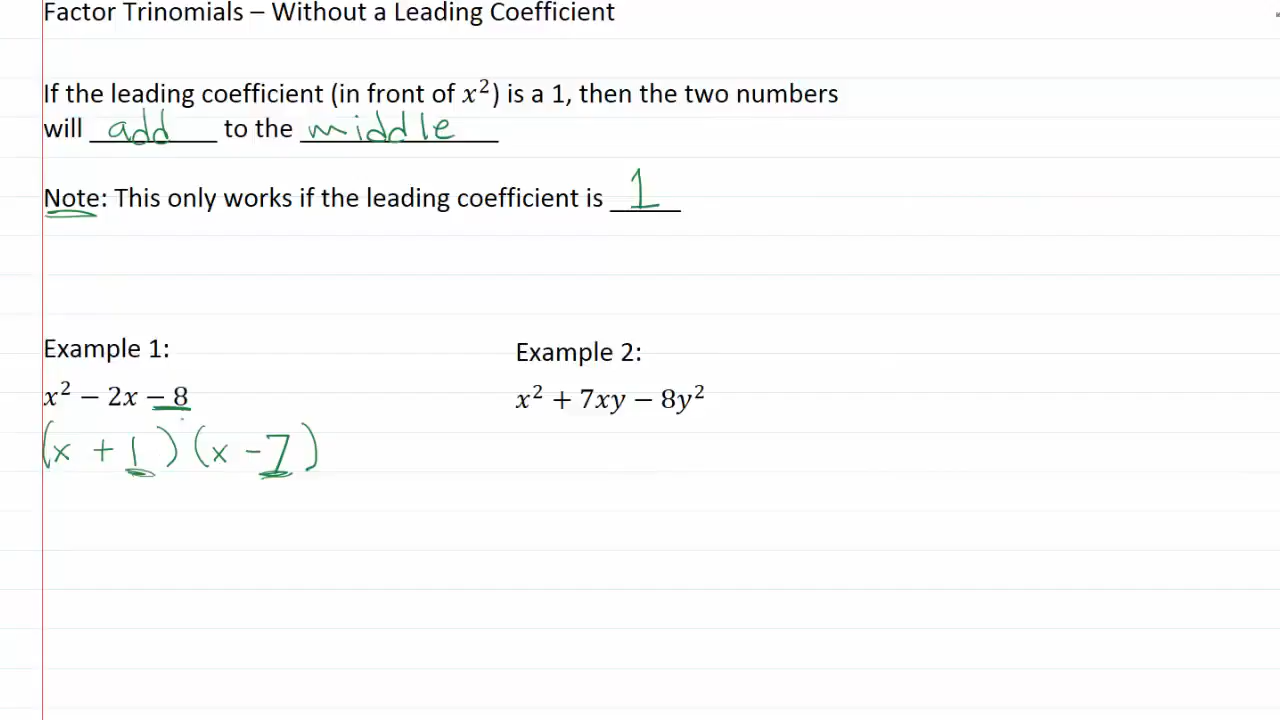 Factor Trinomials – Without a Leading Coefficient
If the leading coefficient (in front of x²) is a 1, then the two numbers
will add to the middle
Note: This only works if the leading coefficient is 1
Example 1:
x² − 2x − 8
(x + 1) (x - 7)
Example 2:
x² + 7xy − 8y²